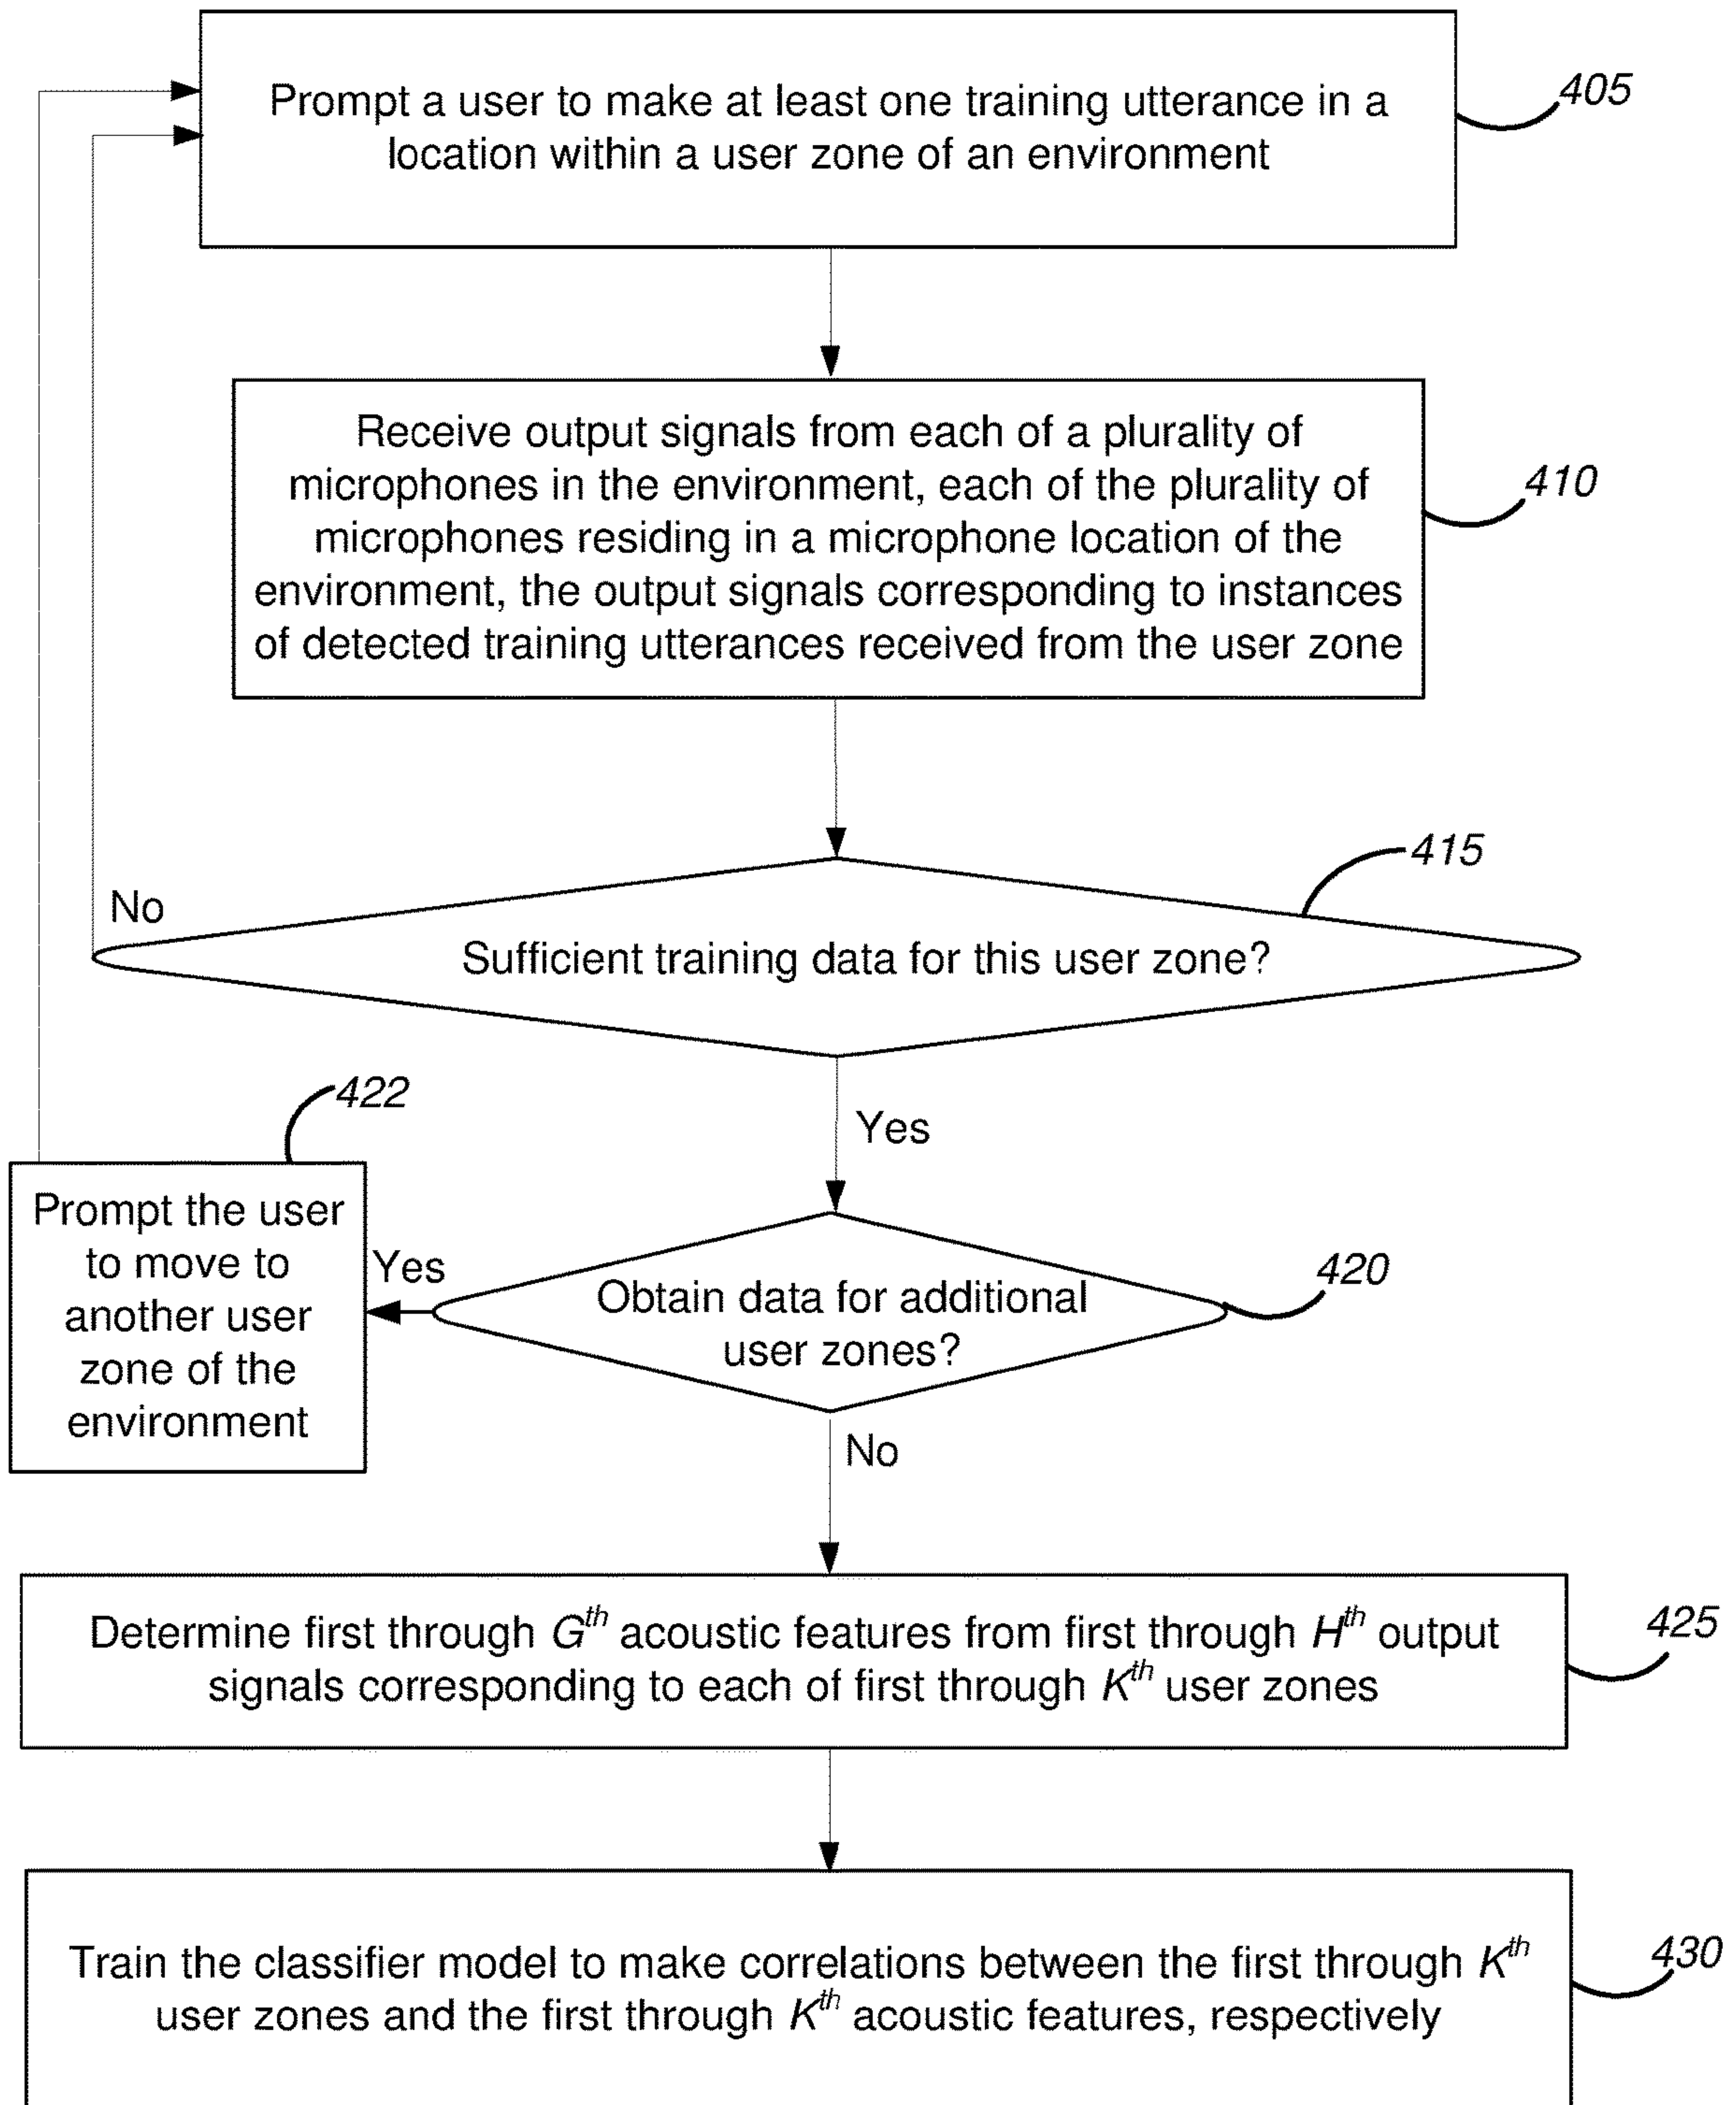 Prompt a user to make at least one training utterance in a
location within a user zone of an environment
405
Receive output signals from each of a plurality of
microphones in the environment, each of the plurality of
microphones residing in a microphone location of the
environment, the output signals corresponding to instances
of detected training utterances received from the user zone
410
415
No
Sufficient training data for this user zone?
422
Yes
Prompt the user
to move to
another user
zone of the
environment
Yes
420
Obtain data for additional
user zones?
No
Determine first through G^th acoustic features from first through H^th output
signals corresponding to each of first through K^th user zones
425
Train the classifier model to make correlations between the first through K^th
user zones and the first through K^th acoustic features, respectively
430